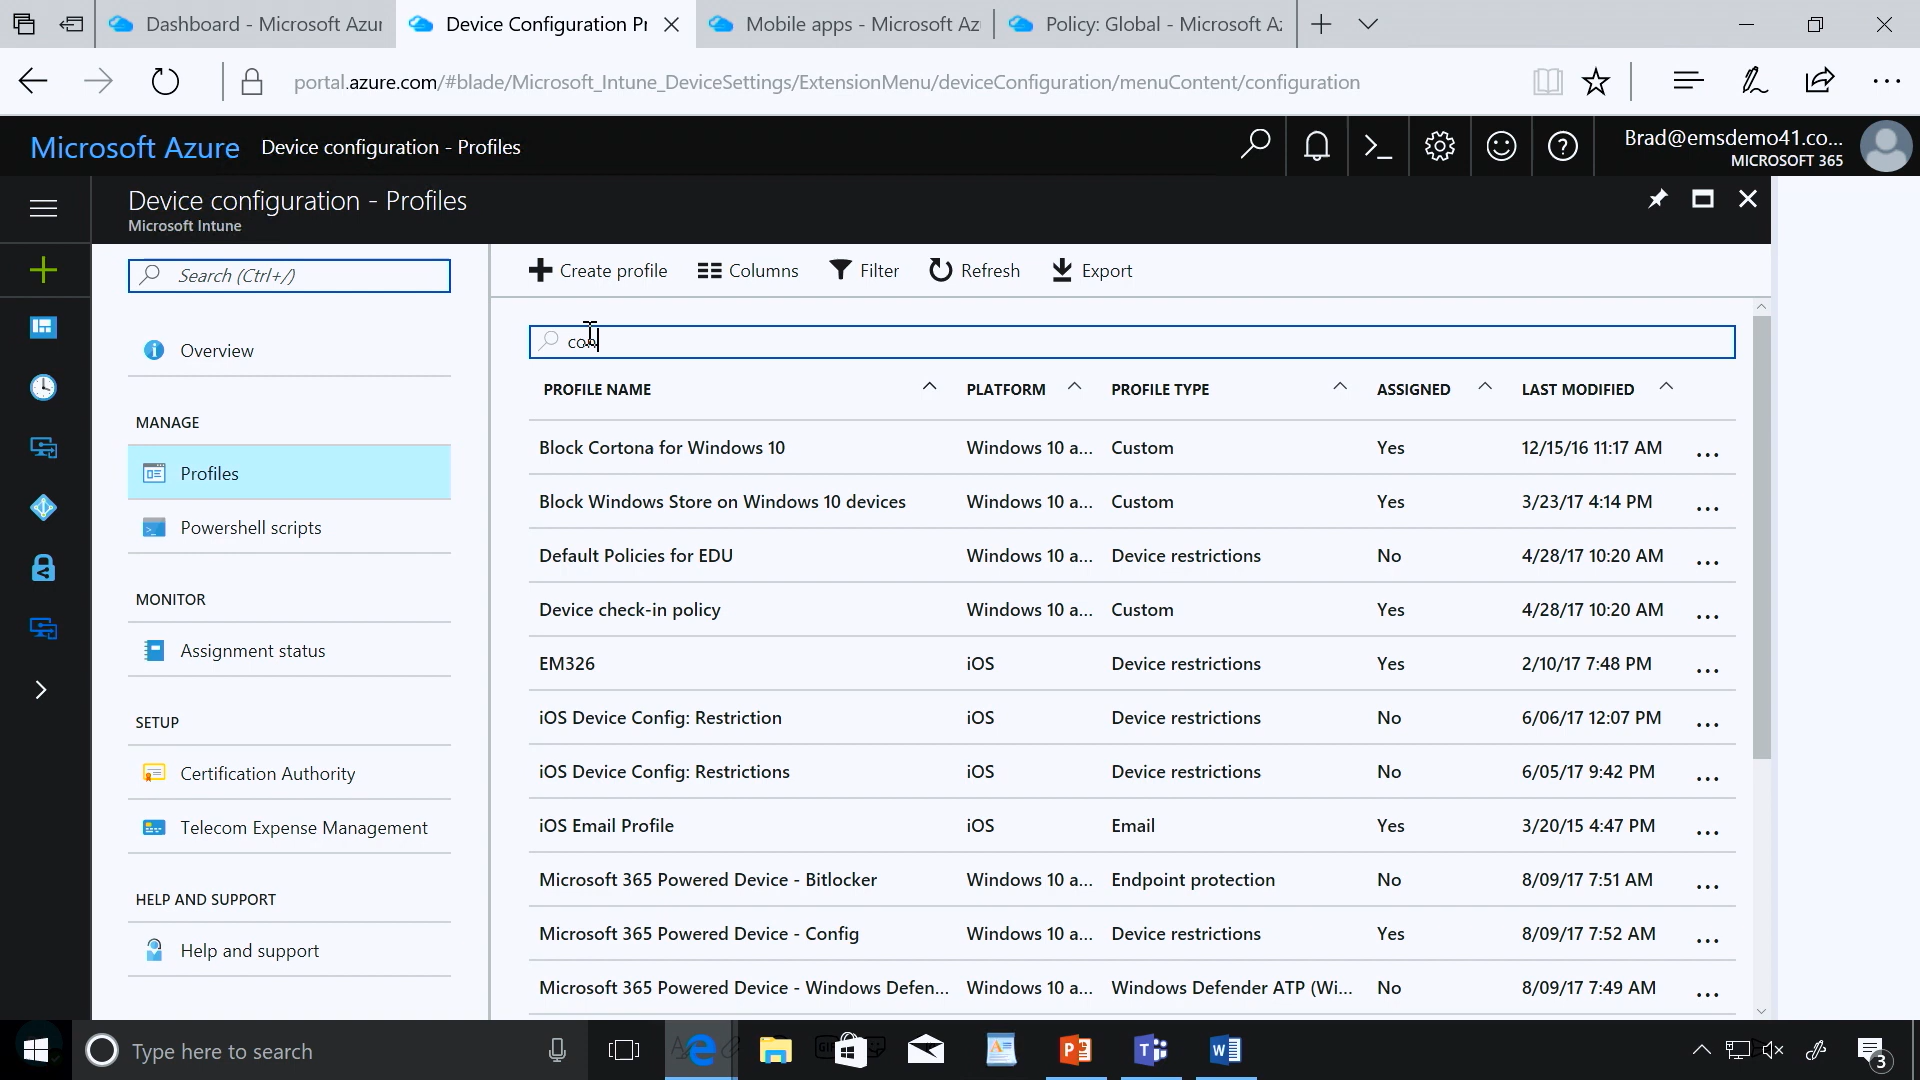 Dashboard - Microsoft Azur
Device Configuration Pr
Mobile apps - Microsoft Az
Policy: Global - Microsoft Az
portal.azure.com/#blade/Microsoft_Intune_DeviceSettings/ExtensionMenu/deviceConfiguration/menuContent/configuration
Microsoft Azure
Device configuration - Profiles
Brad@emsdemo41.co...
MICROSOFT 365
Device configuration - Profiles
Microsoft Intune
Search (Ctrl+/)
Overview
MANAGE
Profiles
Powershell scripts
MONITOR
Assignment status
SETUP
Certification Authority
Telecom Expense Management
HELP AND SUPPORT
Help and support
Create profile
Columns
Filter
Refresh
Export
con
PROFILE NAME PLATFORM PROFILE TYPE ASSIGNED LAST MODIFIED
Block Cortona for Windows 10 Windows 10 a... Custom Yes 12/15/16 11:17 AM ...
Block Windows Store on Windows 10 devices Windows 10 a... Custom Yes 3/23/17 4:14 PM ...
Default Policies for EDU Windows 10 a... Device restrictions No 4/28/17 10:20 AM ...
Device check-in policy Windows 10 a... Custom Yes 4/28/17 10:20 AM ...
EM326 iOS Device restrictions Yes 2/10/17 7:48 PM ...
iOS Device Config: Restriction iOS Device restrictions No 6/06/17 12:07 PM ...
iOS Device Config: Restrictions iOS Device restrictions No 6/05/17 9:42 PM ...
iOS Email Profile iOS Email Yes 3/20/15 4:47 PM ...
Microsoft 365 Powered Device - Bitlocker Windows 10 a... Endpoint protection No 8/09/17 7:51 AM ...
Microsoft 365 Powered Device - Config Windows 10 a... Device restrictions Yes 8/09/17 7:52 AM ...
Microsoft 365 Powered Device - Windows Defen... Windows 10 a... Windows Defender ATP (Wi... No 8/09/17 7:49 AM ...
Type here to search
3